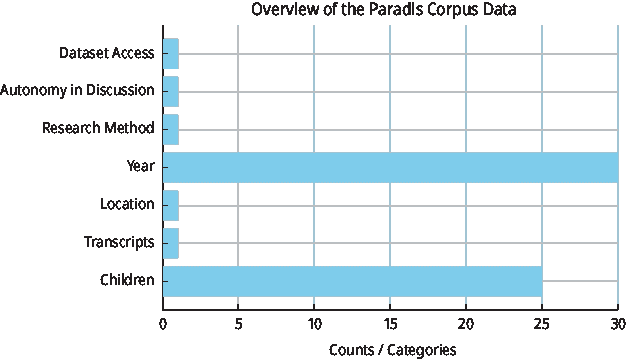 Overview of the Paradis Corpus Data
Dataset Access
Autonomy in Discussion
Research Method
Year
Location
Transcripts
Children
0 5 10 15 20 25 30
Counts / Categories